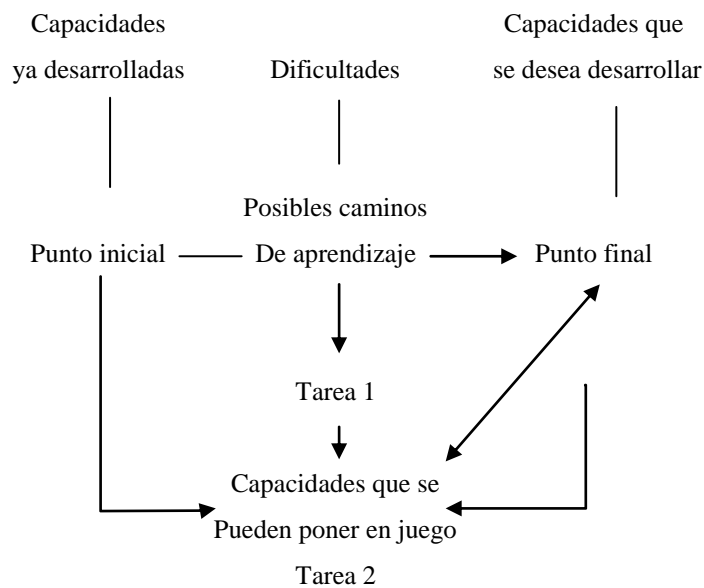 Capacidades
ya desarrolladas
Dificultades
Capacidades que
se desea desarrollar
Posibles caminos
Punto inicial
De aprendizaje
Punto final
Tarea 1
Capacidades que se
Pueden poner en juego
Tarea 2